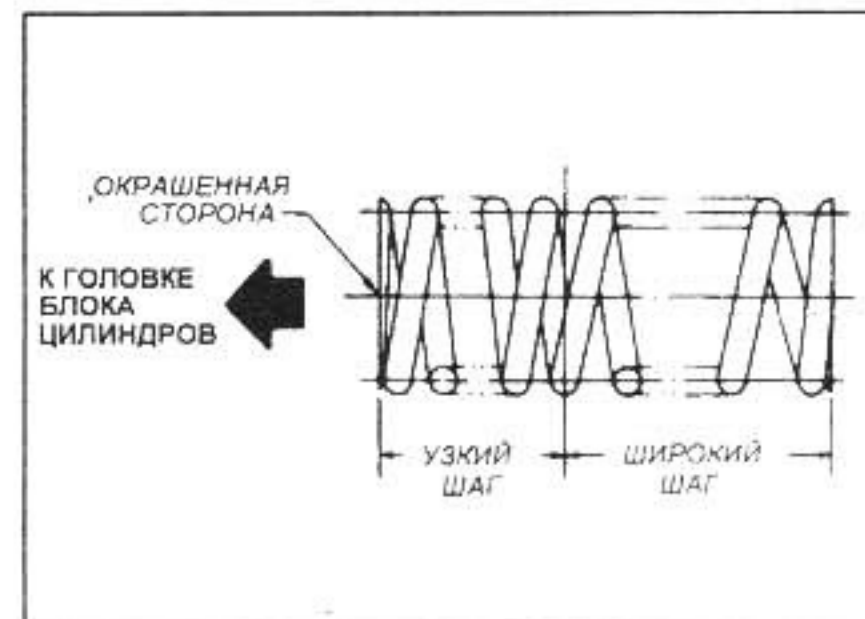 ОКРАШЕННАЯ
СТОРОНА
К ГОЛОВКЕ
БЛОКА
ЦИЛИНДРОВ
УЗКИЙ
ШАГ
ШИРОКИЙ
ШАГ